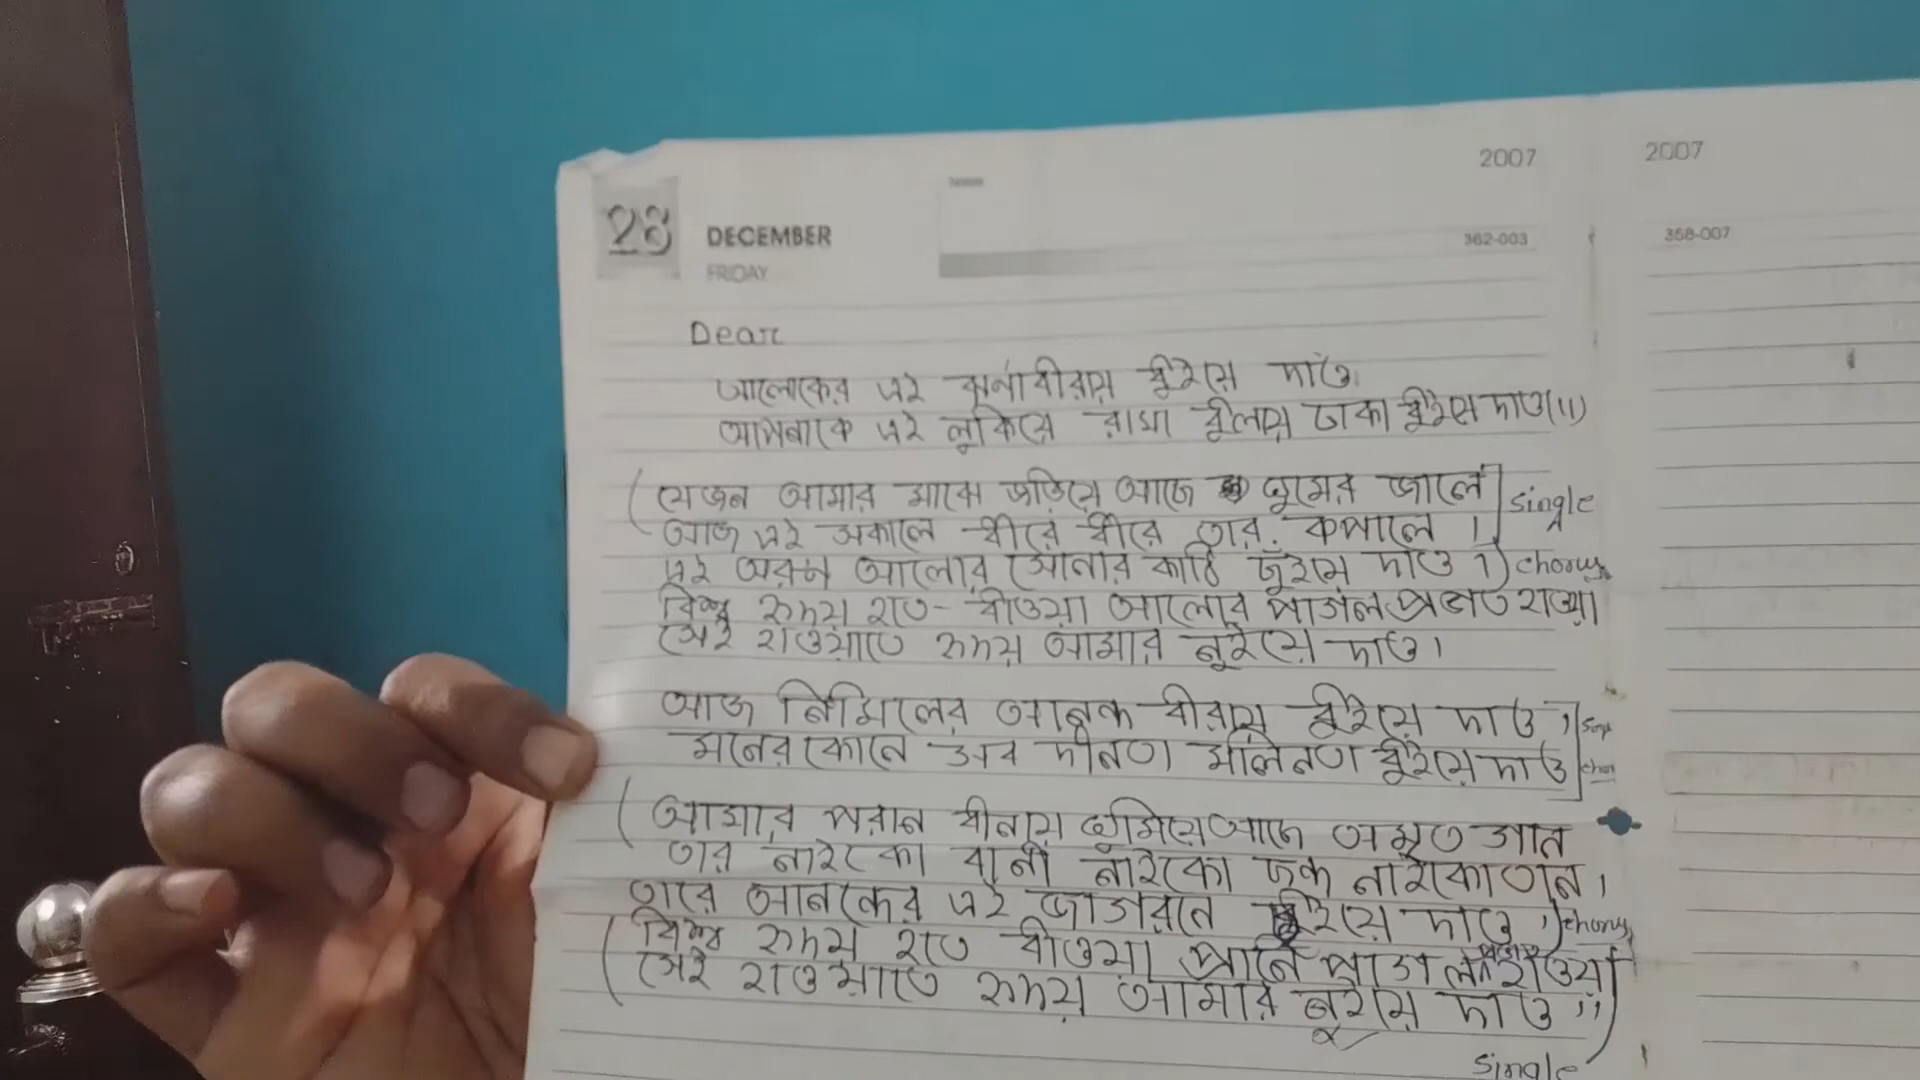 2007
2007
28
DECEMBER
FRIDAY
362-003
358-007
Dear
আলোকের এই ঝর্নাধীরায় ধুইয়ে দাও
আপনাকে এই লুকিয়ে রাখা ধুলায় ঢাকা ধুইয়ে দাও(।।)
(যেজন আমার মাঝে জড়িয়ে আছে ঘুমের জালে single
আজ এই সকালে ধীরে ধীরে তার কপালে ।
এই অরুন আলোর সোনার কাঠি ছুঁইয়ে দাও ।) chorus
বিশ্ব হৃদয় হতে- ধীওয়া আলোর পাগল প্রভাত হাওয়া
সেই হাওয়াতে হৃদয় আমার নুইয়ে দাও।
আজ নিখিলের আনন্দ ধীরায় ধুইয়ে দাও,
মনের কোনে সব দীনতা মলিনতা ধুইয়ে দাও
(আমার পরান বীনায় ঘুমিয়ে আছে অমৃত গান
তার নাইকো বানী নাইকো ছন্দ নাইকো তান।
তারে আনন্দের এই জাগরনে ছুঁইয়ে দাও,) chorus
(বিশ্ব হৃদয় হতে ধীওয়া প্রানে পাগল প্রভাত হাওয়া
সেই হাওয়াতে হৃদয় আমার নুইয়ে দাও,,
single